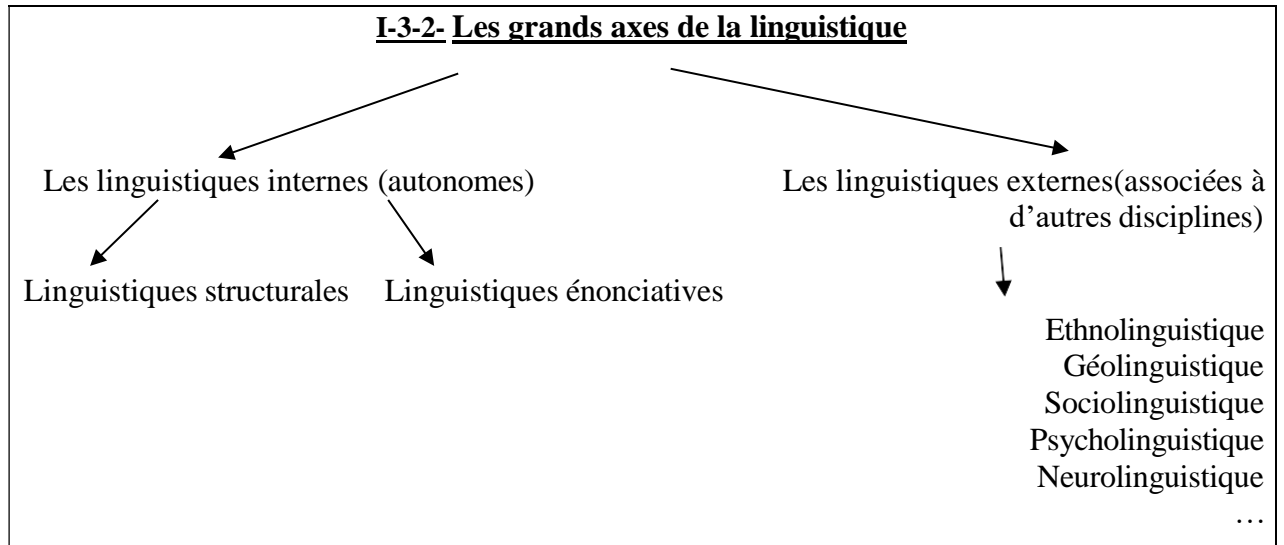 I-3-2- Les grands axes de la linguistique
Les linguistiques internes (autonomes)
Les linguistiques externes(associées à
d’autres disciplines)
Linguistiques structurales
Linguistiques énonciatives
Ethnolinguistique
Géolinguistique
Sociolinguistique
Psycholinguistique
Neurolinguistique
…